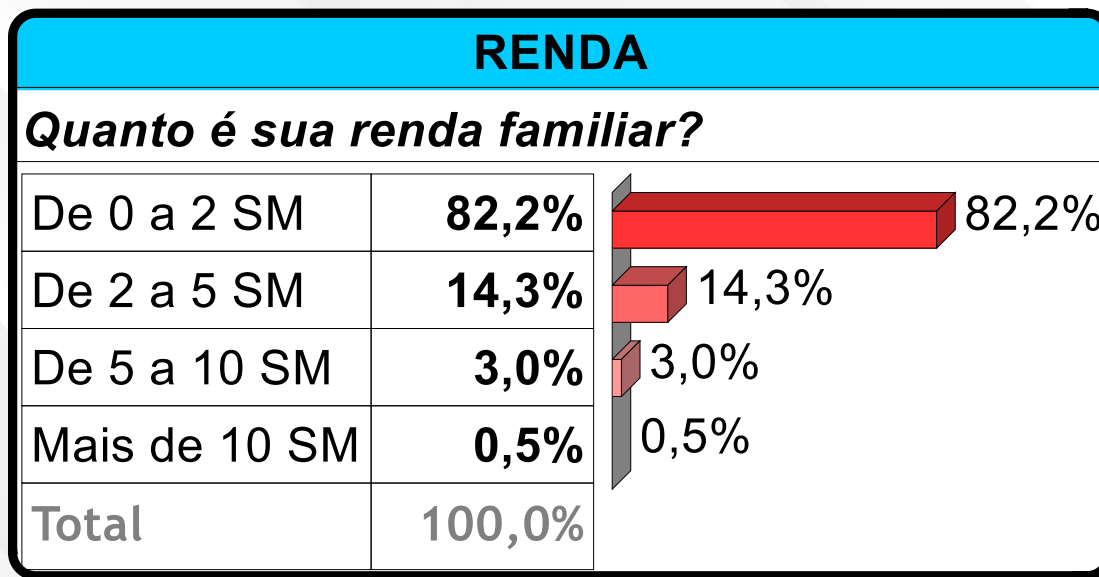 RENDA
Quanto é sua renda familiar?
De 0 a 2 SM 82,2% 82,2%
De 2 a 5 SM 14,3% 14,3%
De 5 a 10 SM 3,0% 3,0%
Mais de 10 SM 0,5% 0,5%
Total 100,0%